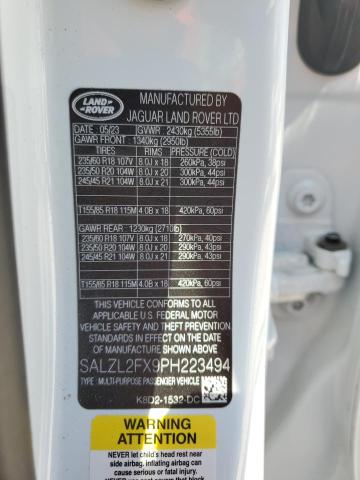 LAND
ROVER
MANUFACTURED BY
JAGUAR LAND ROVER LTD
DATE: 05/23 GVWR: 2430kg (5355lb)
GAWR FRONT 1340kg (2950lb)
TIRES RIMS PRESSURE (COLD)
235/60 R18 107V 8.0J x 18 260kPa, 38psi
235/50 R20 104W 8.0J x 20 300kPa, 44psi
245/45 R21 104W 8.0J x 21 300kPa, 44psi
T155/85 R18 115M 4.0B x 18 420kPa, 60psi
GAWR REAR 1230kg (2710lb)
235/60 R18 107V 8.0J x 18 270kPa, 40psi
235/50 R20 104W 8.0J x 20 290kPa, 43psi
245/45 R21 104W 8.0J x 21 290kPa, 43psi
T155/85 R18 115M 4.0B x 18 420kPa, 60psi
THIS VEHICLE CONFORMS TO ALL
APPLICABLE U.S. FEDERAL MOTOR
VEHICLE SAFETY AND THEFT PREVENTION
STANDARDS IN EFFECT ON THE DATE OF
MANUFACTURE SHOWN ABOVE.
SALZL2FX9PH223494
TYPE: MULTI-PURPOSE PASSENGER VEHICLE
K8D2-1532-DC
WARNING
ATTENTION
Keep head near head rest near
side airbag, inflating airbag can
cause serious or fatal injury.